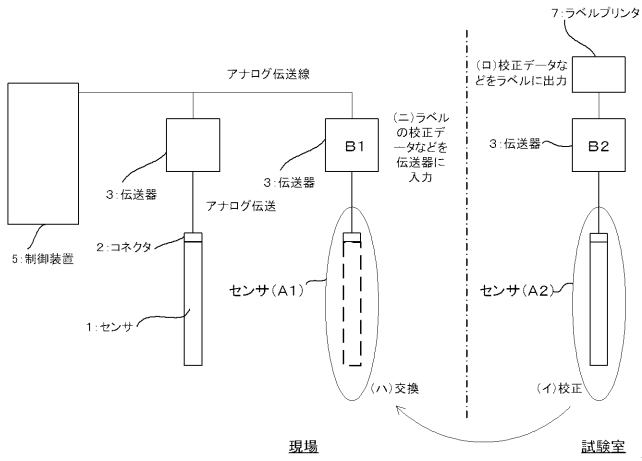 7:ラベルプリンタ
(ロ)校正データな
どをラベルに出力
アナログ伝送線
(ニ)ラベル
の校正デ
ータなどを
伝送器に
入力
B1
B2
3:伝送器
3:伝送器
3:伝送器
アナログ伝送
2:コネクタ
5:制御装置
センサ(A1)
センサ(A2)
1:センサ
(ハ)交換
(イ)校正
現場
試験室